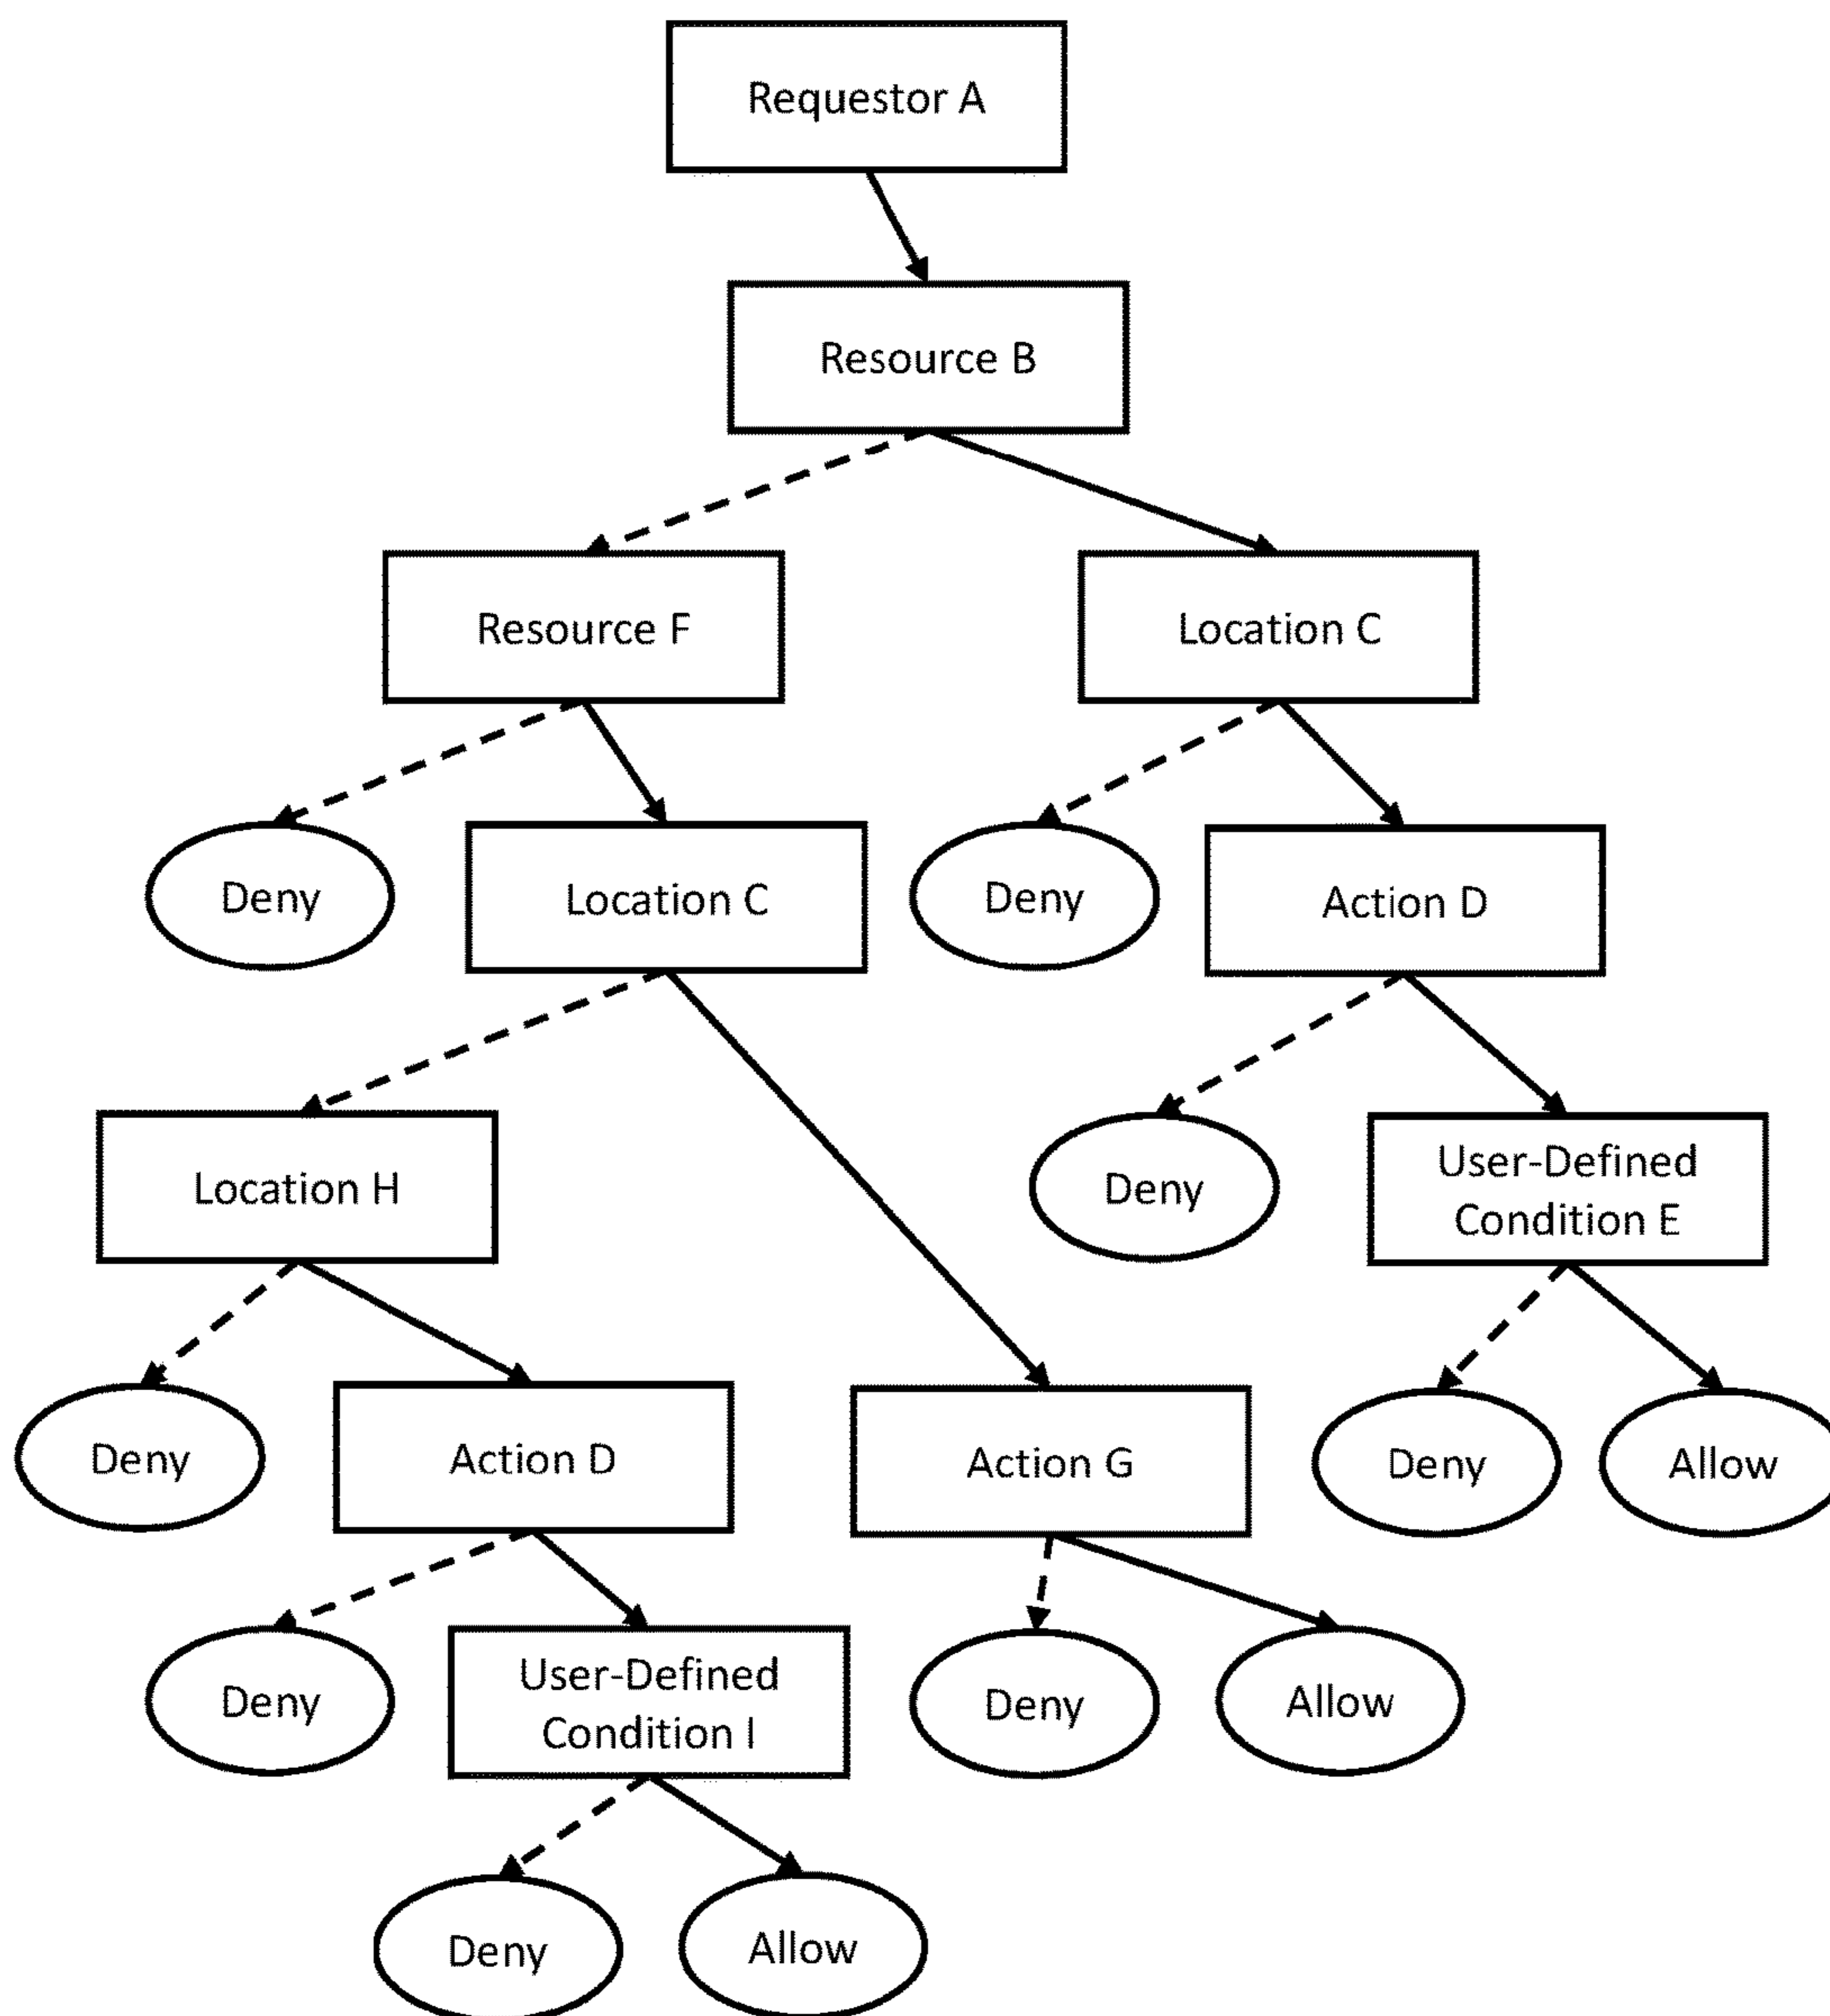 Requestor A
Resource B
Resource F
Location C
Deny
Location C
Deny
Action D
Location H
Deny
User-Defined
Condition E
Deny
Action D
Action G
Deny
Allow
Deny
User-Defined
Condition I
Deny
Allow
Deny
Allow